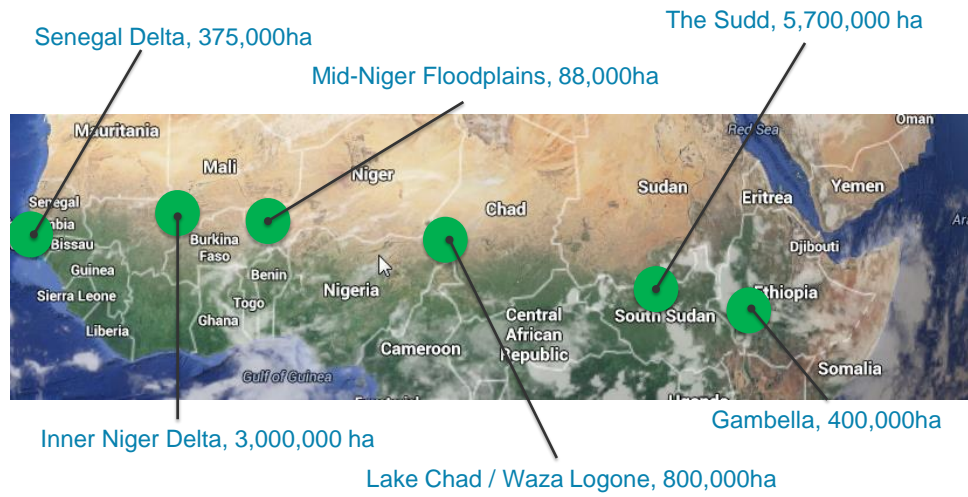 The Sudd, 5,700,000 ha
Senegal Delta, 375,000ha
Mid-Niger Floodplains, 88,000ha
Oman
Mauritania
Red Sea
Mali
Niger
Sudan
Yemen
Eritrea
Senegal
Chad
Bissau
Burkina
Faso
Djibouti
Guinea
Benin
Nigeria
Ethiopia
Sierra Leone
Togo
Ghana
Central
African
Republic
South Sudan
Liberia
Cameroon
Somalia
Gulf of Guinea
Gambella, 400,000ha
Inner Niger Delta, 3,000,000 ha
Lake Chad / Waza Logone, 800,000ha